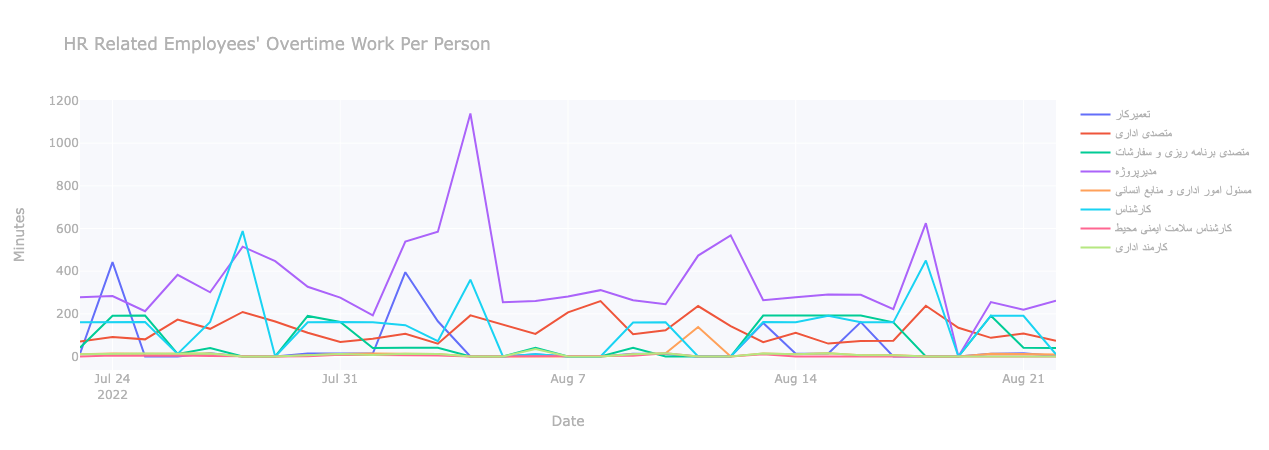 HR Related Employees' Overtime Work Per Person
1200
1000
800
600
400
200
0
Minutes
Jul 24
2022
Jul 31
Aug 7
Aug 14
Aug 21
Date
تعمیرکار
متصدی اداری
متصدی برنامه ریزی و سفارشات
مدیرپروژه
مسئول امور اداری و منابع انسانی
کارشناس
کارشناس سلامت ایمنی محیط
کارمند اداری